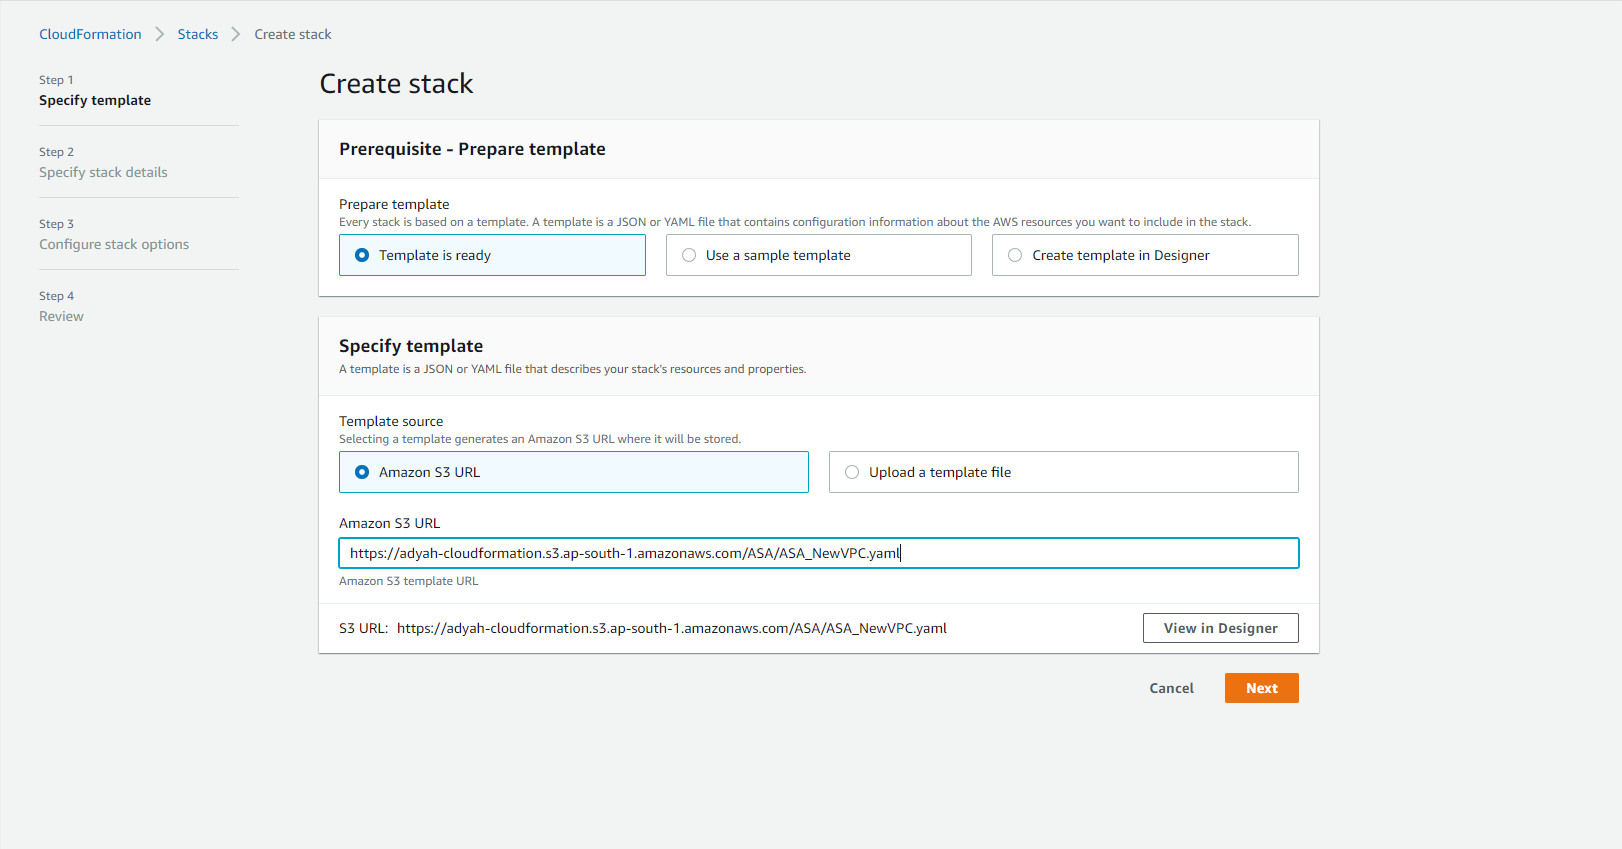 CloudFormation > Stacks > Create stack
Step 1
Specify template
Step 2
Specify stack details
Step 3
Configure stack options
Step 4
Review
Create stack
Prerequisite - Prepare template
Prepare template
Every stack is based on a template. A template is a JSON or YAML file that contains configuration information about the AWS resources you want to include in the stack.
Template is ready
Use a sample template
Create template in Designer
Specify template
A template is a JSON or YAML file that describes your stack's resources and properties.
Template source
Selecting a template generates an Amazon S3 URL where it will be stored.
Amazon S3 URL
Upload a template file
Amazon S3 URL
https://adyah-cloudformation.s3.ap-south-1.amazonaws.com/ASA/ASA_NewVPC.yaml
Amazon S3 template URL
S3 URL: https://adyah-cloudformation.s3.ap-south-1.amazonaws.com/ASA/ASA_NewVPC.yaml
View in Designer
Cancel
Next